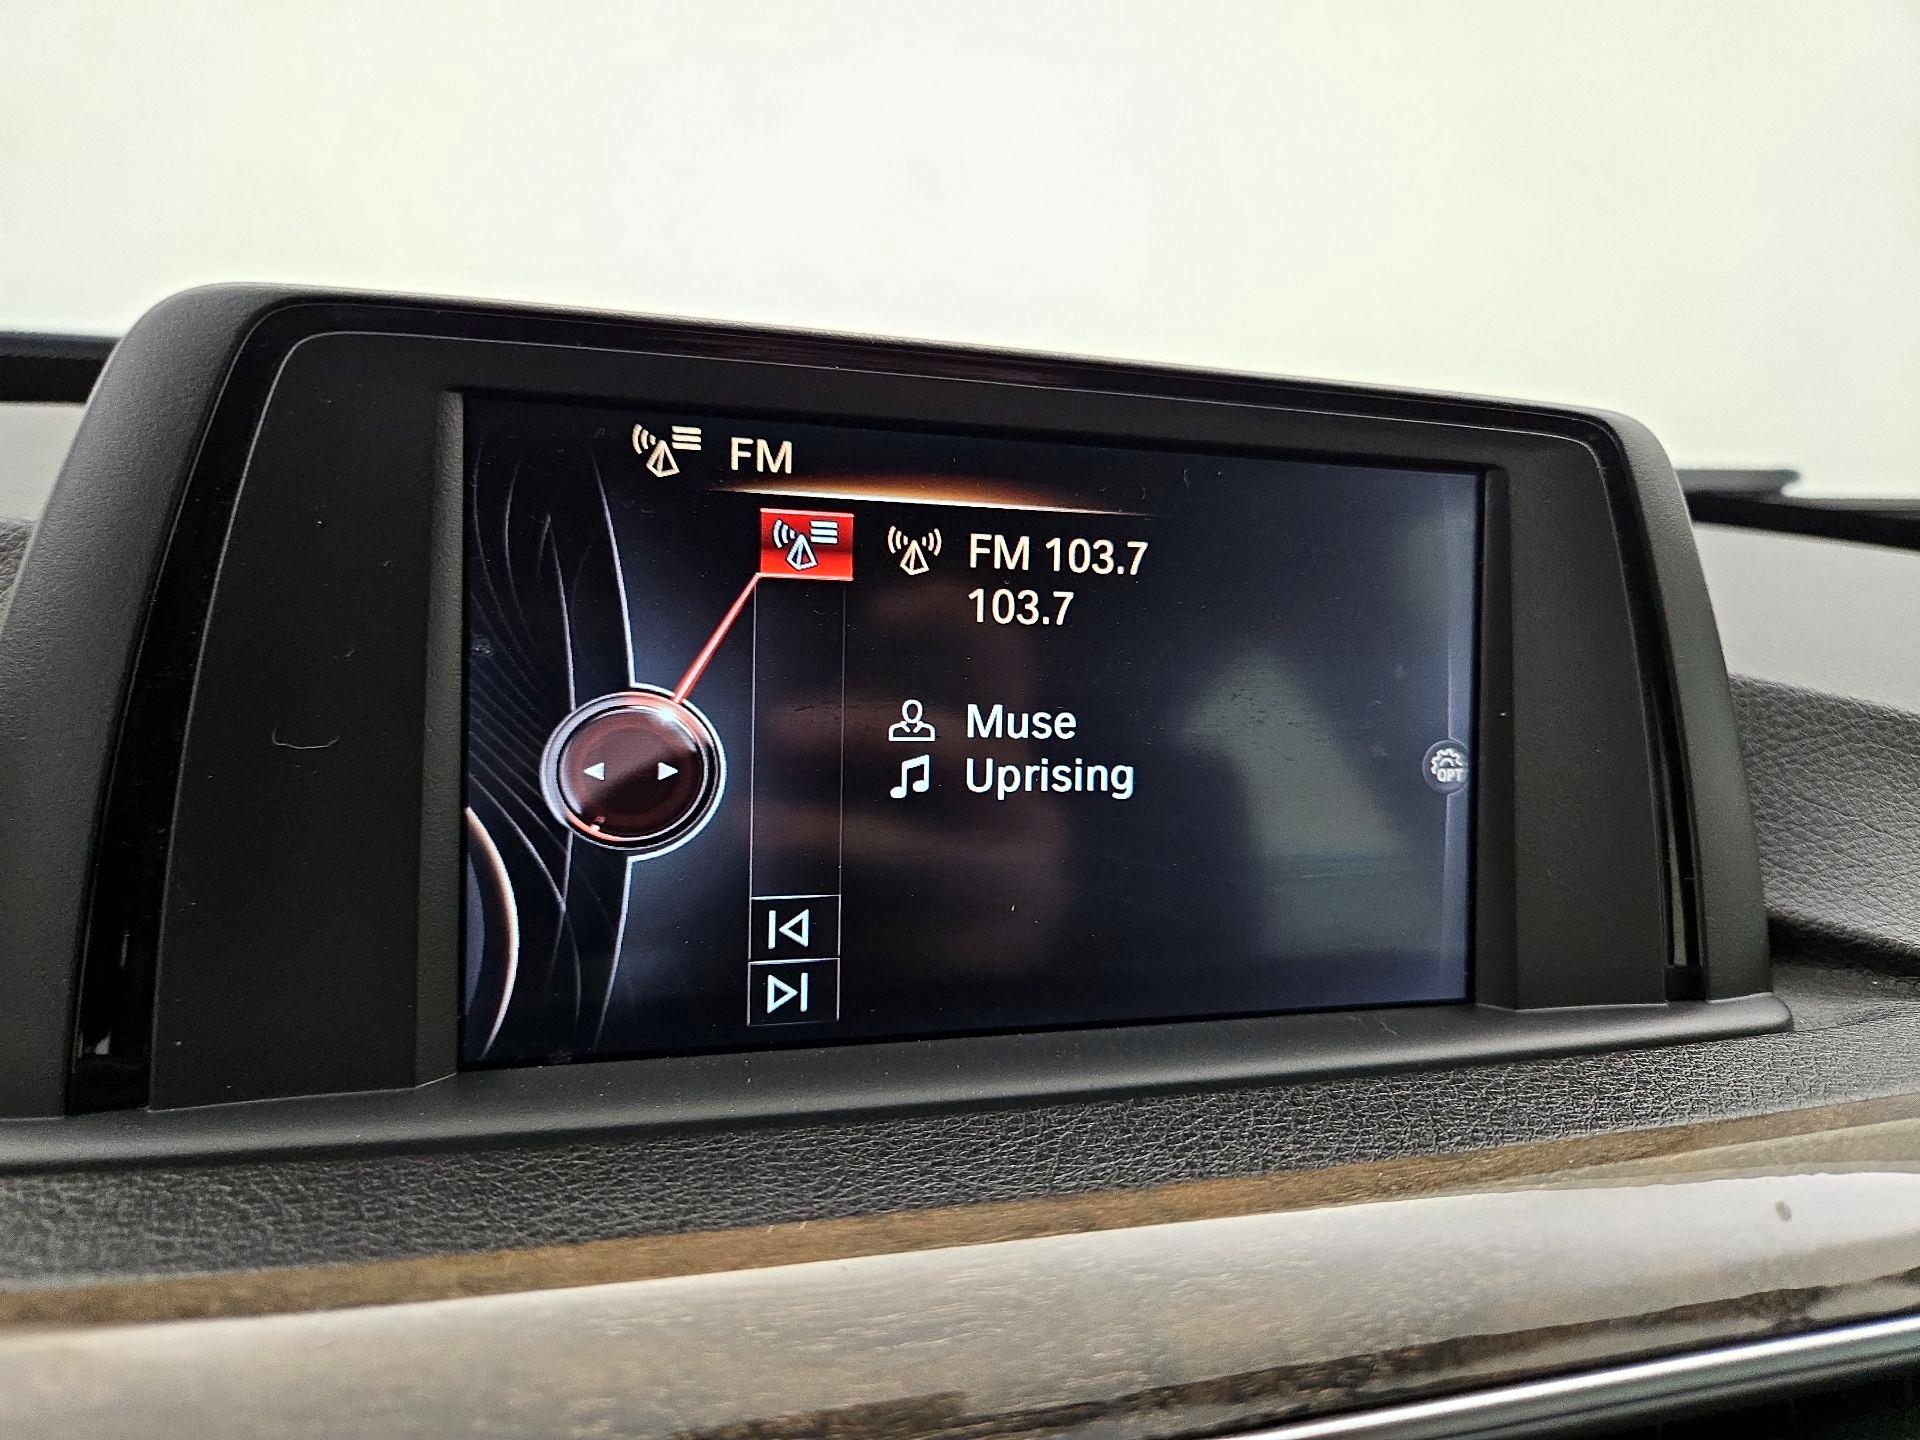 FM
FM 103.7
103.7
Muse
Uprising
OPT